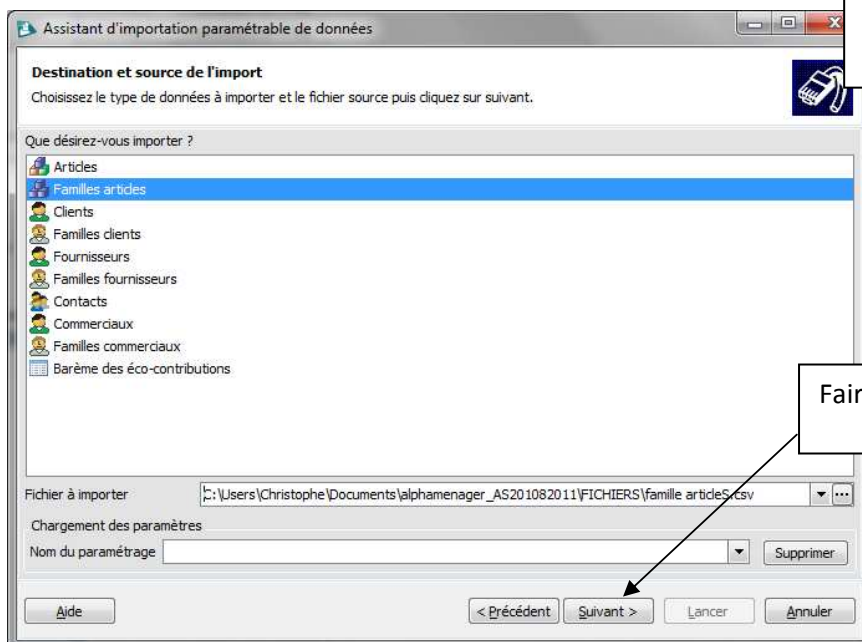 Assistant d'importation paramétrable de données
Destination et source de l'import
Choisissez le type de données à importer et le fichier source puis cliquez sur suivant.
Que désirez-vous importer ?
Articles
Familles articles
Clients
Familles clients
Fournisseurs
Familles fournisseurs
Contacts
Commerciaux
Familles commerciaux
Barème des éco-contributions
Fair
Fichier à importer C:\Users\Christophe\Documents\alphamenager_AS201082011\FICHIERS\famille articleS.csv
Chargement des paramètres
Nom du paramétrage Supprimer
Aide < Précédent Suivant > Lancer Annuler